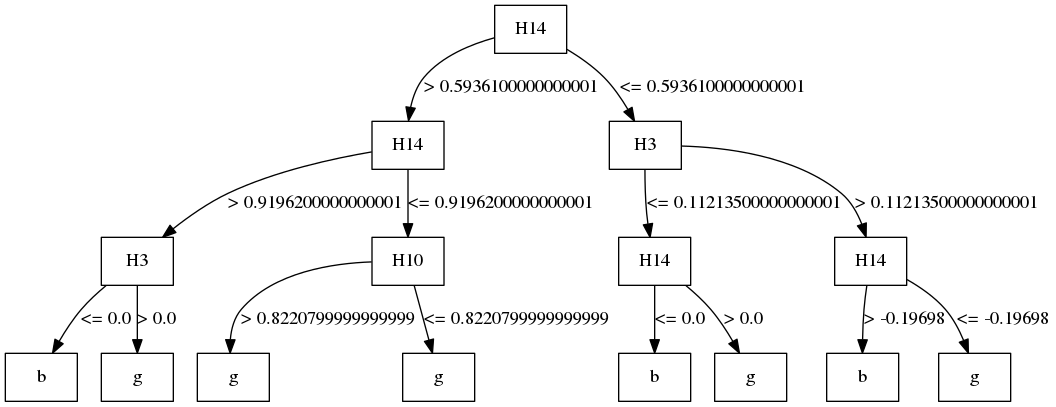 H14
> 0.5936100000000001
<= 0.5936100000000001
H14
H3
> 0.9196200000000001
<= 0.9196200000000001
<= 0.11213500000000001
> 0.11213500000000001
H3
H10
H14
H14
<= 0.0
> 0.0
> 0.8220799999999999
<= 0.8220799999999999
<= 0.0
> 0.0
> -0.19698
<= -0.19698
b
g
g
g
b
g
b
g